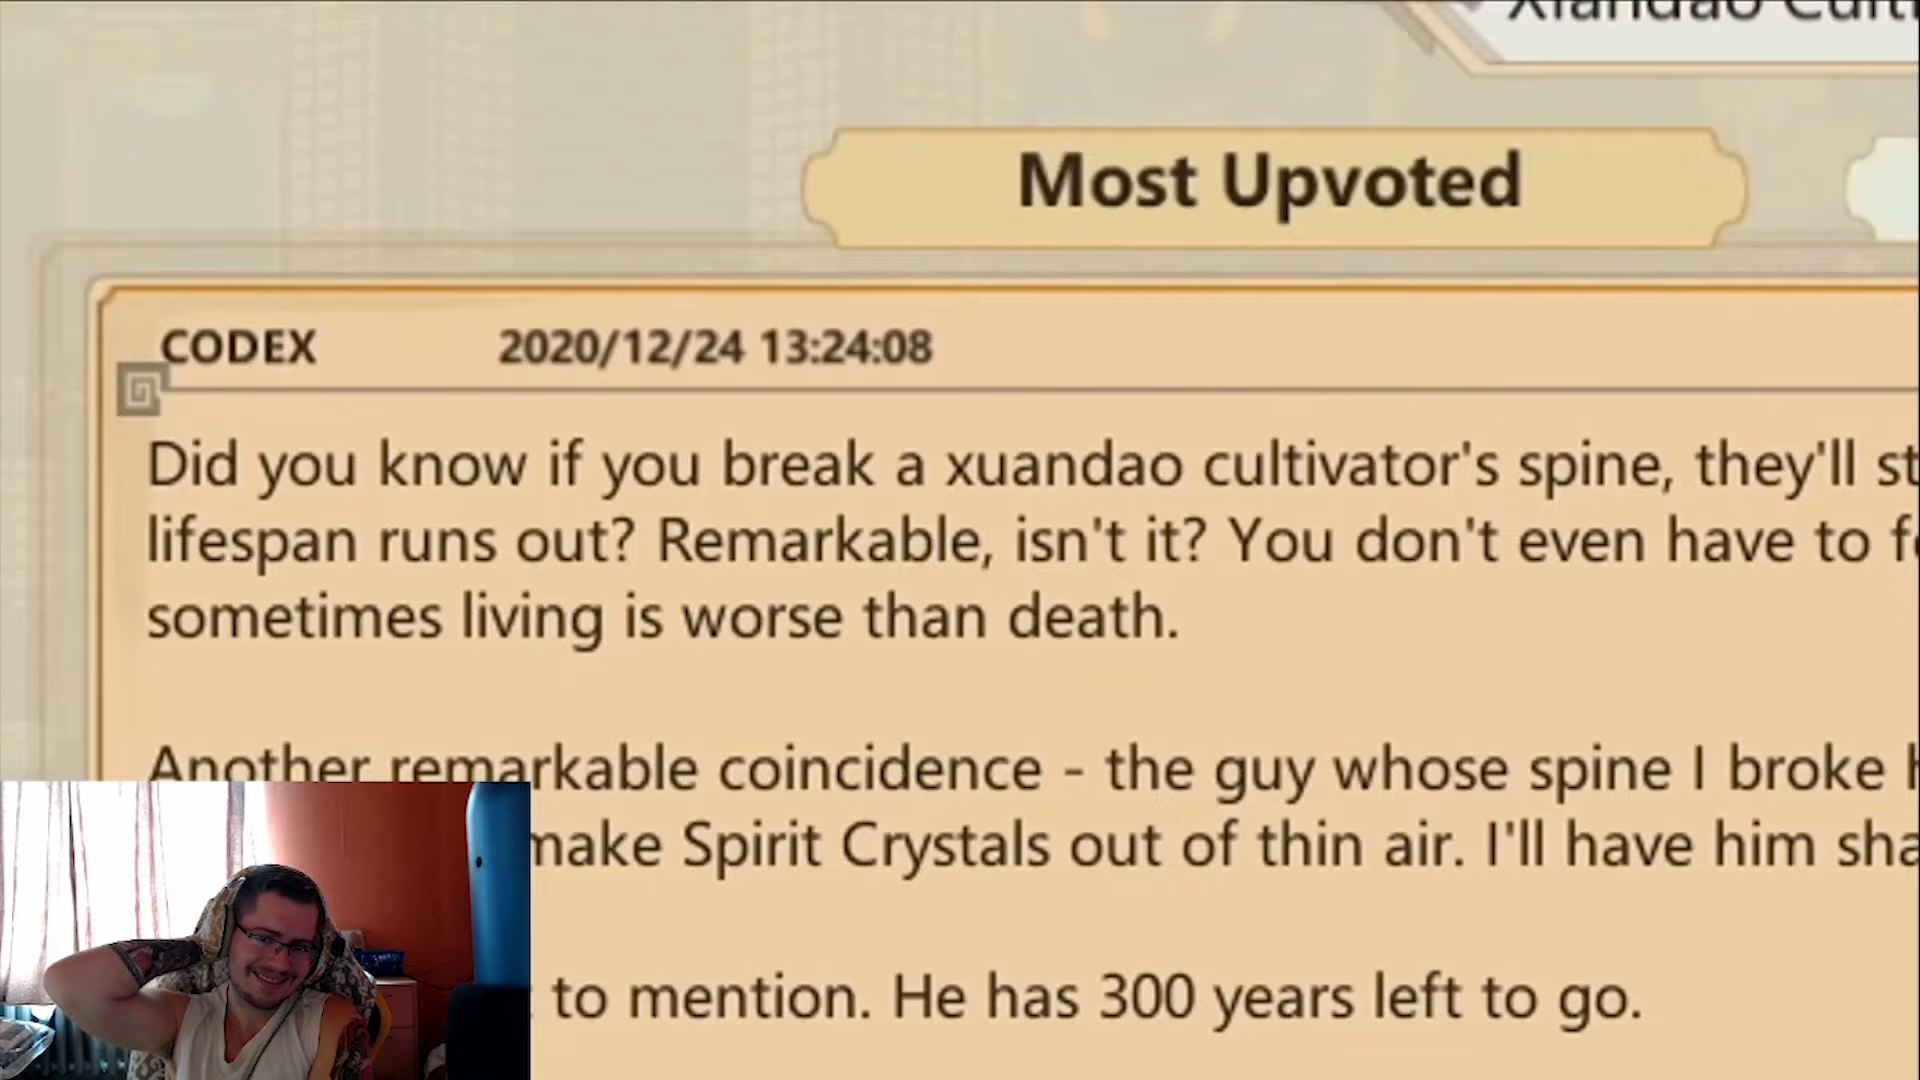 Xiandao
Most Upvoted
CODEX 2020/12/24 13:24:08
Did you know if you break a xuandao cultivator's spine, they'll
lifespan runs out? Remarkable, isn't it? You don't even have to
sometimes living is worse than death.
Another remarkable coincidence - the guy whose spine I broke
make Spirit Crystals out of thin air. I'll have him
to mention. He has 300 years left to go.